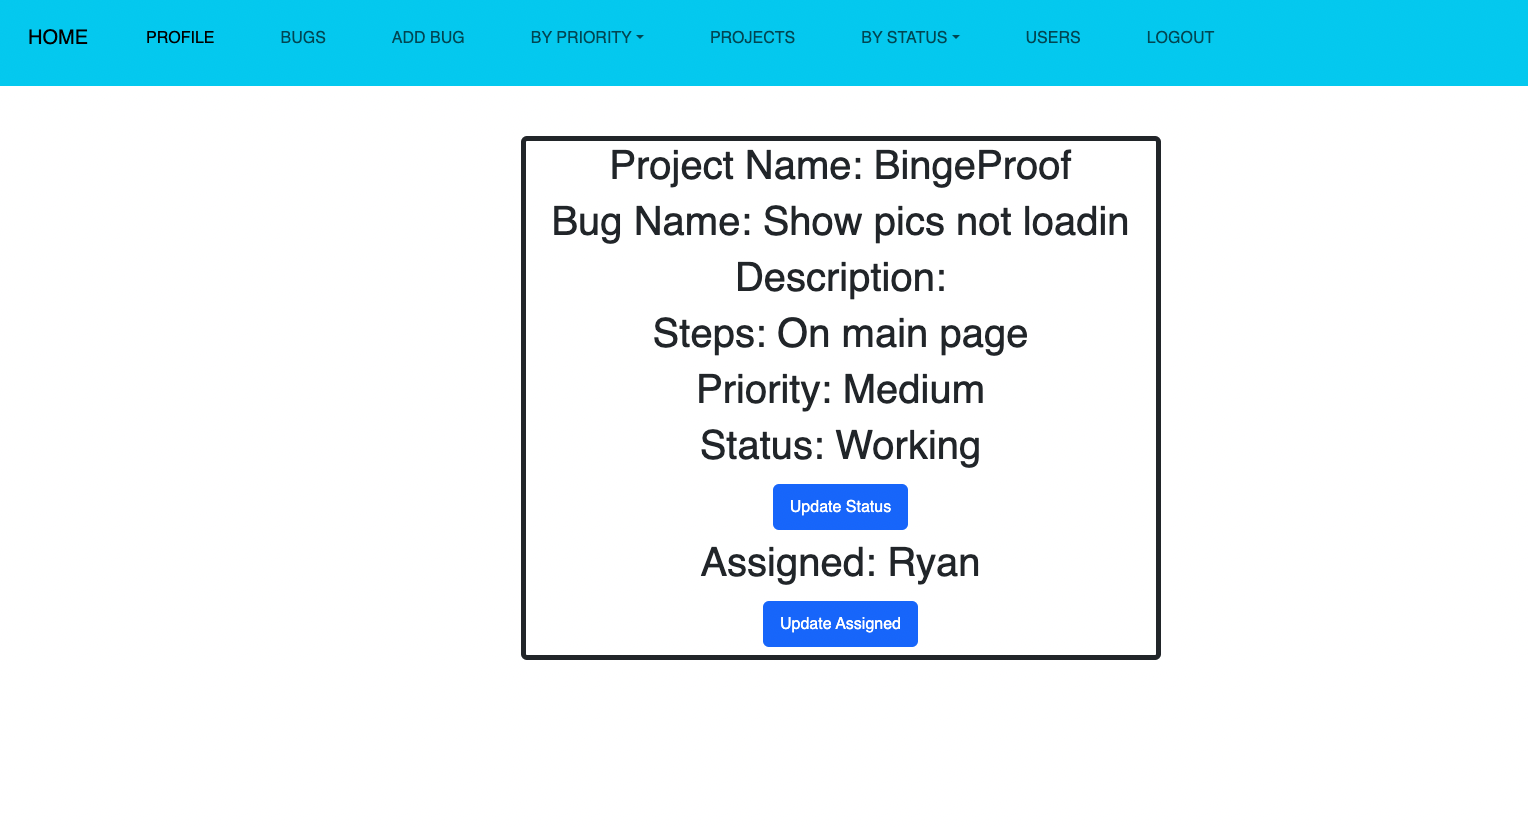 HOME PROFILE BUGS ADD BUG BY PRIORITY PROJECTS BY STATUS USERS LOGOUT
Project Name: BingeProof
Bug Name: Show pics not loadin
Description:
Steps: On main page
Priority: Medium
Status: Working
Update Status
Assigned: Ryan
Update Assigned